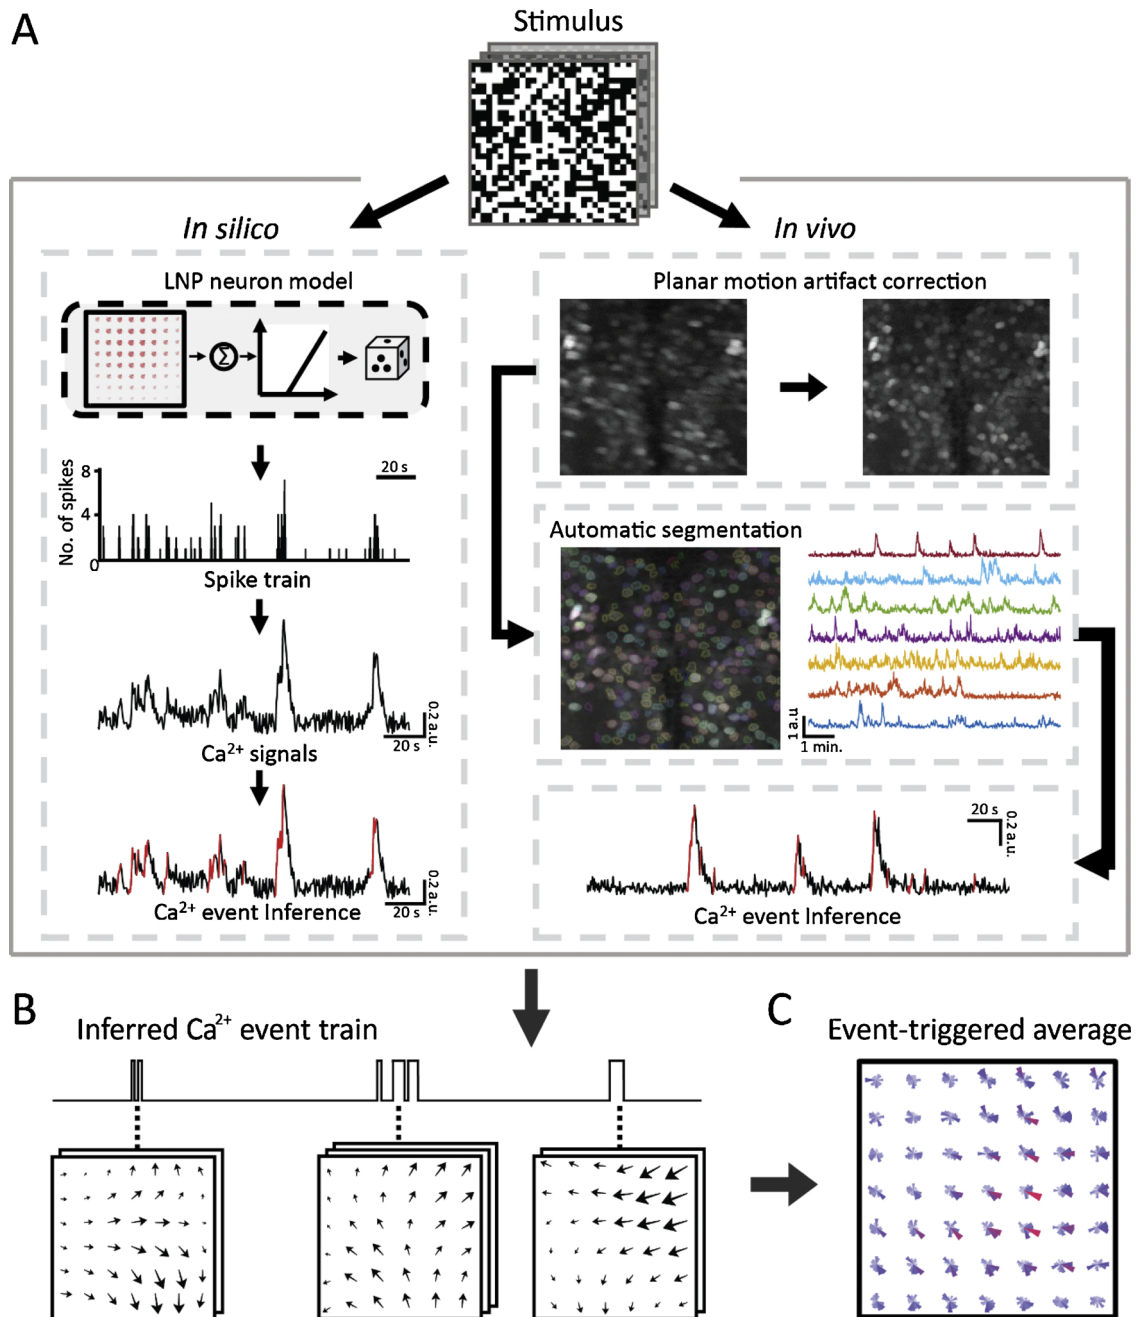 A
Stimulus
In silico
In vivo
LNP neuron model
Σ
No. of spikes
8
4
0
20 s
Spike train
0.2 a.u.
20 s
Ca²⁺ signals
0.2 a.u.
20 s
Ca²⁺ event Inference
Planar motion artifact correction
Automatic segmentation
1 a.u
1 min.
20 s
0.2 a.u.
Ca²⁺ event Inference
B
Inferred Ca²⁺ event train
C
Event-triggered average